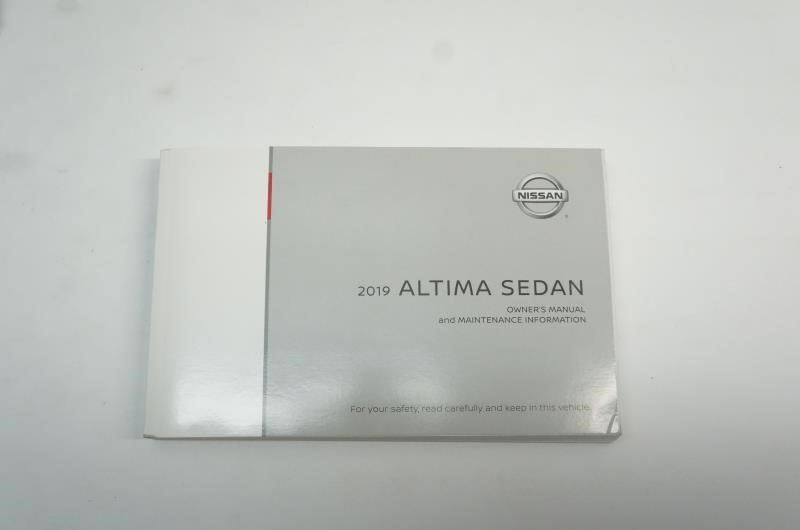 NISSAN
2019 ALTIMA SEDAN
OWNER'S MANUAL
and MAINTENANCE INFORMATION
For your safety, read carefully and keep in this vehicle.